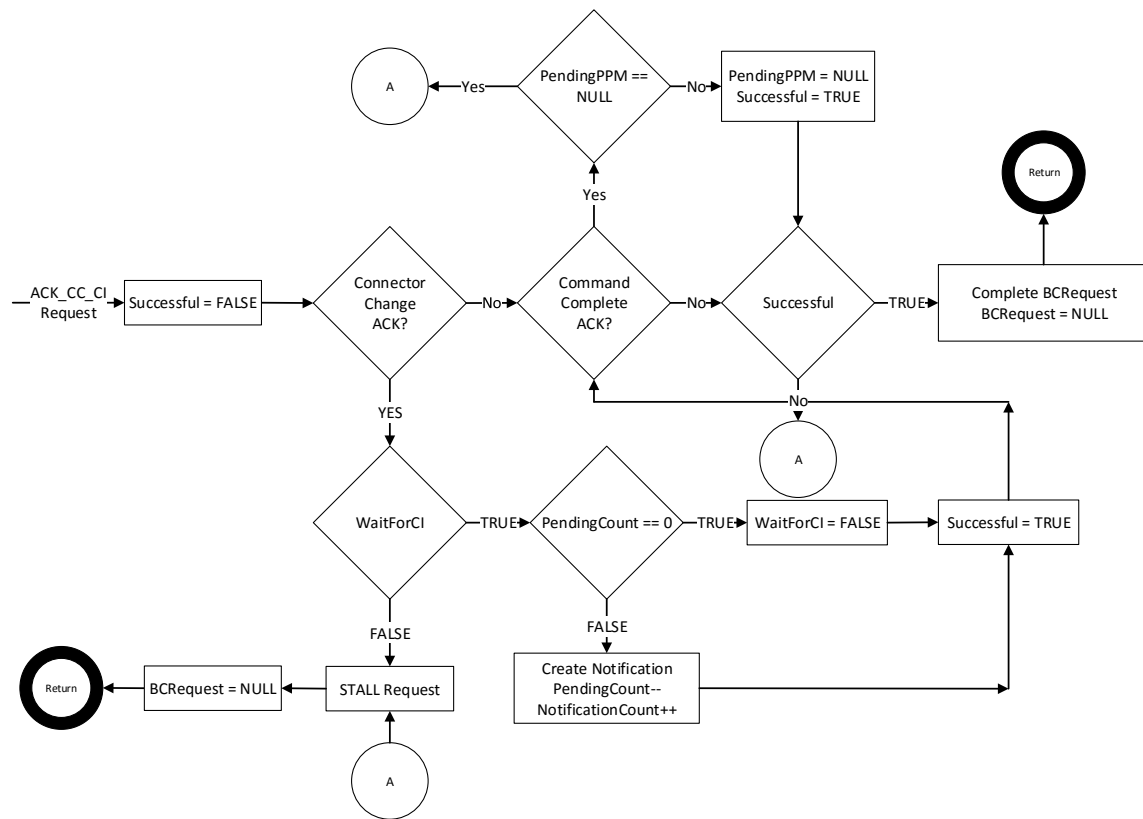 PendingPPM ==
NULL
Yes
A
No
PendingPPM = NULL
Successful = TRUE
Return
Yes
ACK_CC_CI
Request
Successful = FALSE
Connector
Change
ACK?
No
Command
Complete
ACK?
No
Successful
TRUE
Complete BCRequest
BCRequest = NULL
YES
No
A
WaitForCI
TRUE
PendingCount == 0
TRUE
WaitForCI = FALSE
Successful = TRUE
FALSE
FALSE
Return
BCRequest = NULL
STALL Request
Create Notification
PendingCount--
NotificationCount++
A